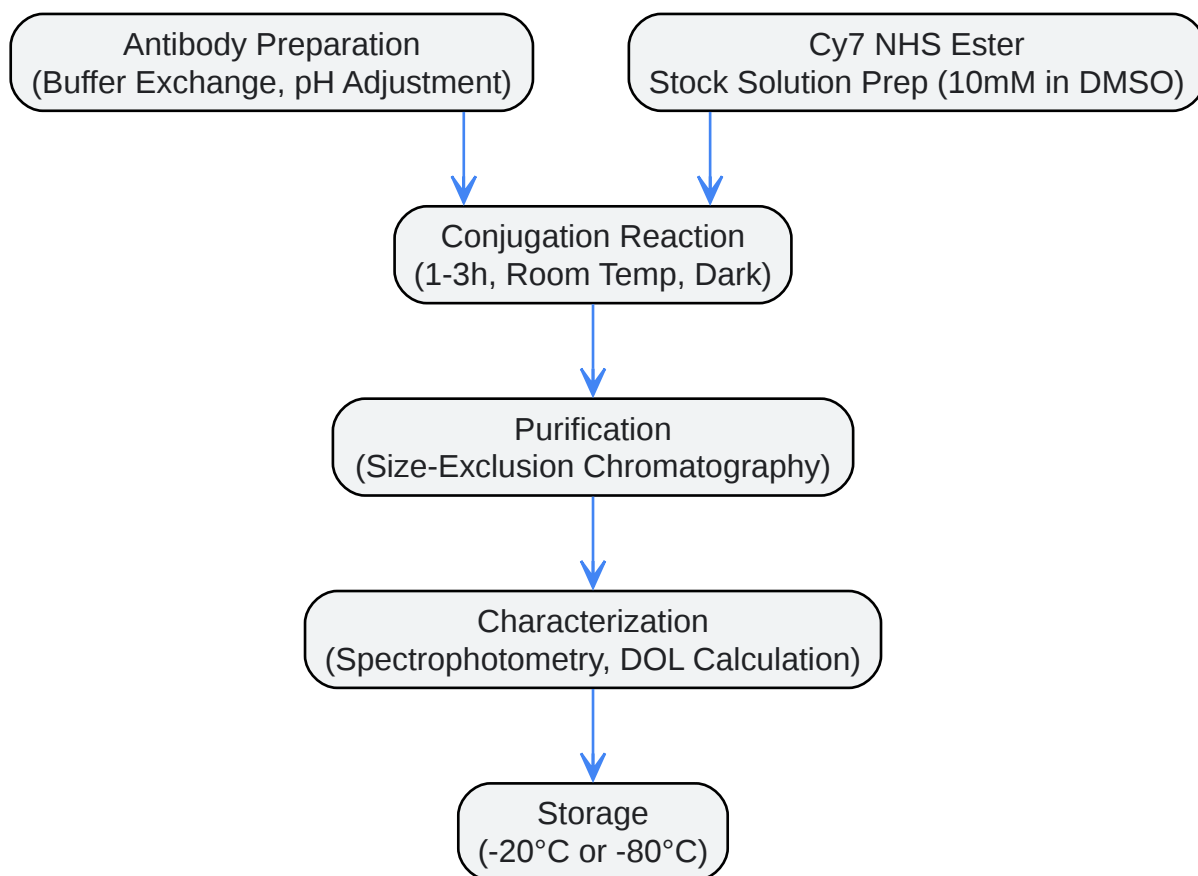 Antibody Preparation
(Buffer Exchange, pH Adjustment)
Cy7 NHS Ester
Stock Solution Prep (10mM in DMSO)
Conjugation Reaction
(1-3h, Room Temp, Dark)
Purification
(Size-Exclusion Chromatography)
Characterization
(Spectrophotometry, DOL Calculation)
Storage
(-20°C or -80°C)